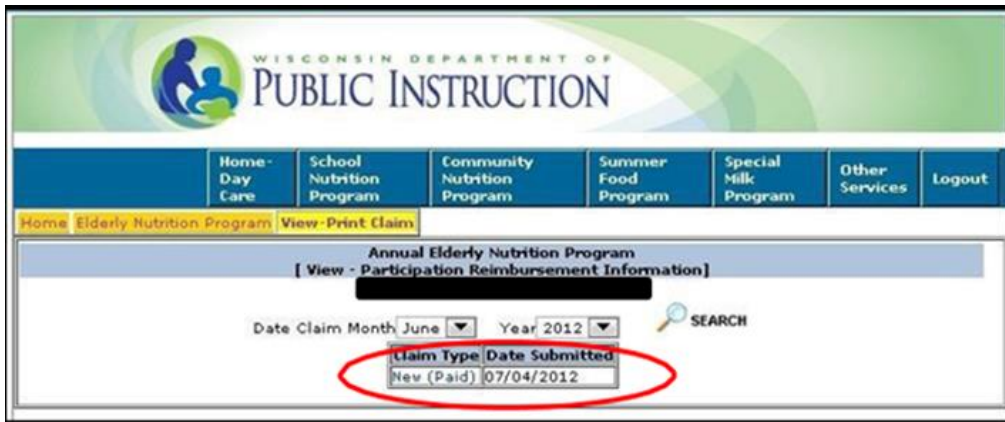 WISCONSIN DEPARTMENT OF
PUBLIC INSTRUCTION
Home-Day Care
School Nutrition Program
Community Nutrition Program
Summer Food Program
Special Milk Program
Other Services
Logout
Home Elderly Nutrition Program View-Print Claim
Annual Elderly Nutrition Program
[ View - Participation Reimbursement Information]
Date Claim Month June Year 2012 SEARCH
Claim Type Date Submitted
New (Paid) 07/04/2012